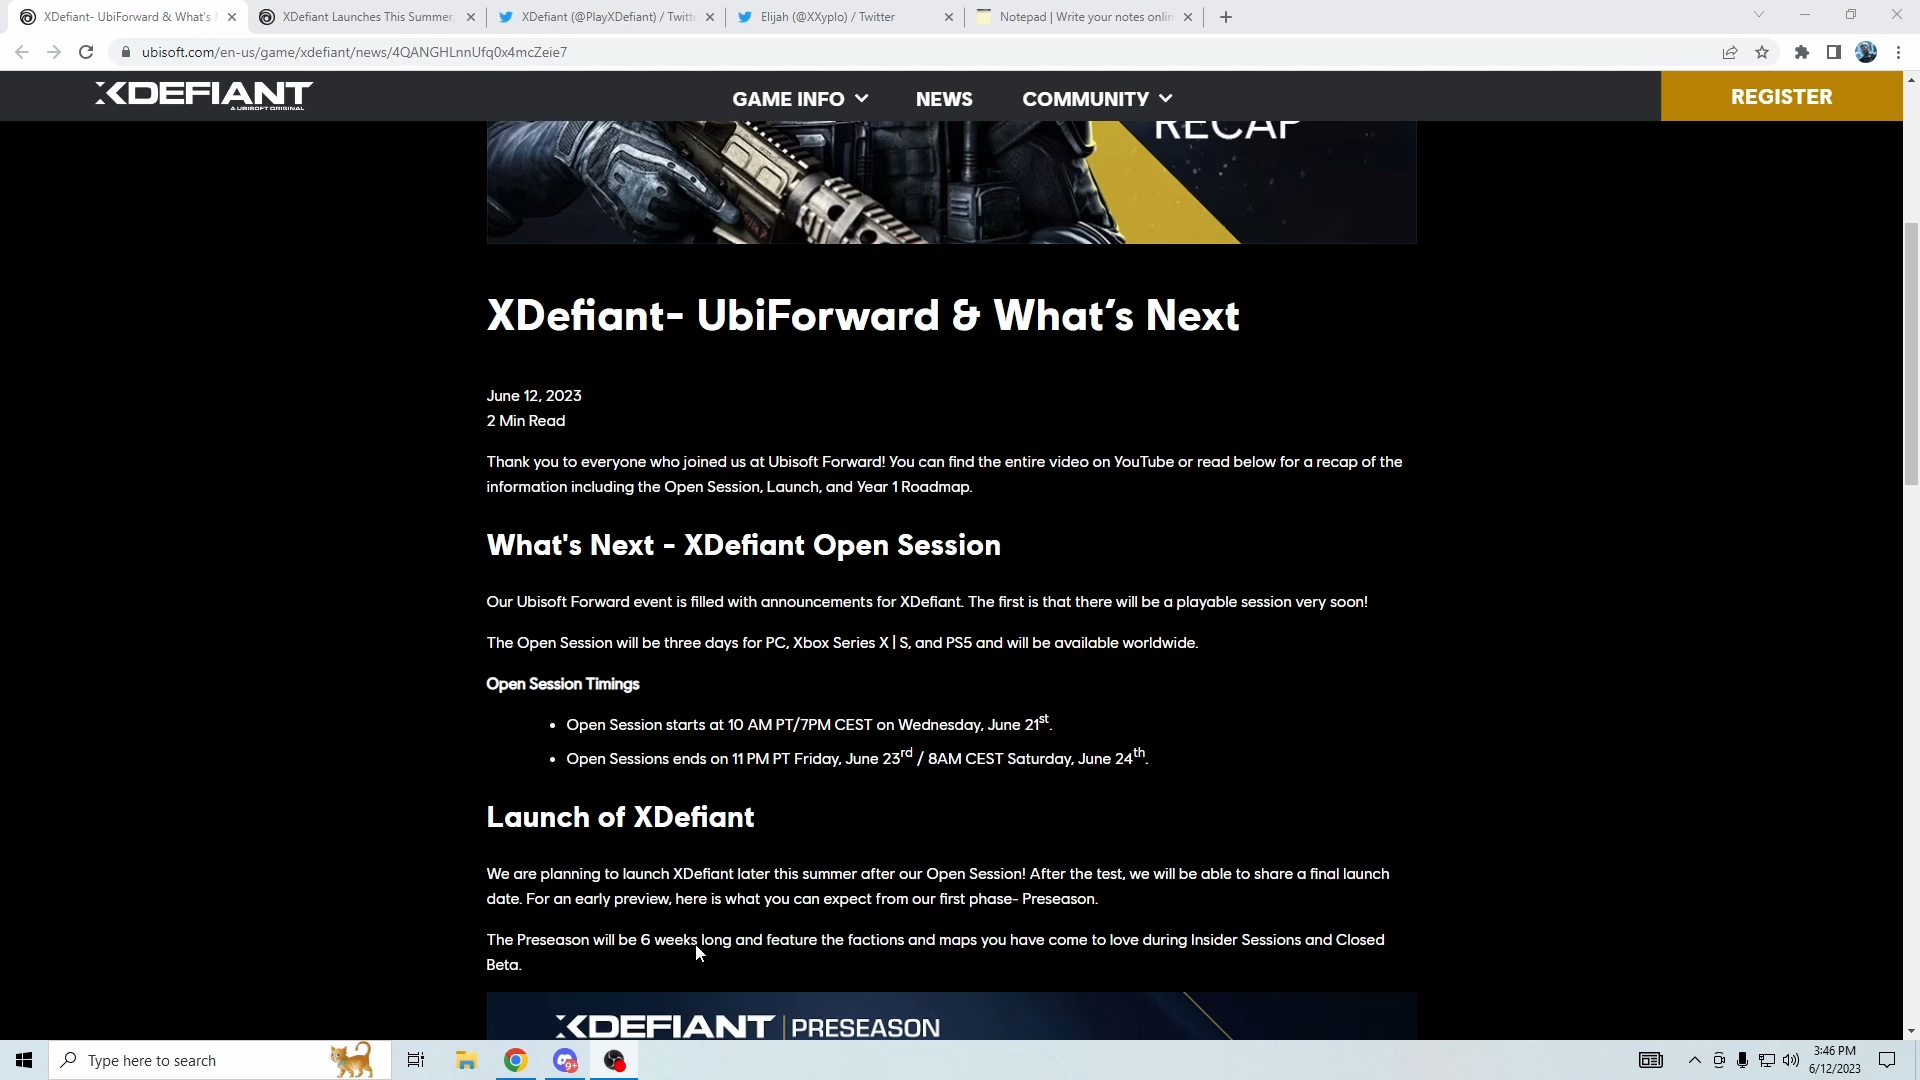 XDefiant- UbiForward & What's
XDefiant Launches This Summer,
XDefiant (@PlayXDefiant) / Twitt
Elijah (@XXyplo) / Twitter
Notepad | Write your notes onlin
ubisoft.com/en-us/game/xdefiant/news/4QANGHLnnUfq0x4mcZeie7
XDEFIANT
A UBISOFT ORIGINAL
GAME INFO
NEWS
COMMUNITY
REGISTER
RECAP
XDefiant- UbiForward & What's Next
June 12, 2023
2 Min Read
Thank you to everyone who joined us at Ubisoft Forward! You can find the entire video on YouTube or read below for a recap of the
information including the Open Session, Launch, and Year 1 Roadmap.
What's Next - XDefiant Open Session
Our Ubisoft Forward event is filled with announcements for XDefiant. The first is that there will be a playable session very soon!
The Open Session will be three days for PC, Xbox Series X | S, and PS5 and will be available worldwide.
Open Session Timings
• Open Session starts at 10 AM PT/7PM CEST on Wednesday, June 21st.
• Open Sessions ends on 11 PM PT Friday, June 23rd / 8AM CEST Saturday, June 24th.
Launch of XDefiant
We are planning to launch XDefiant later this summer after our Open Session! After the test, we will be able to share a final launch
date. For an early preview, here is what you can expect from our first phase- Preseason.
The Preseason will be 6 weeks long and feature the factions and maps you have come to love during Insider Sessions and Closed
Beta.
XDEFIANT | PRESEASON
Type here to search
9+
3:46 PM
6/12/2023